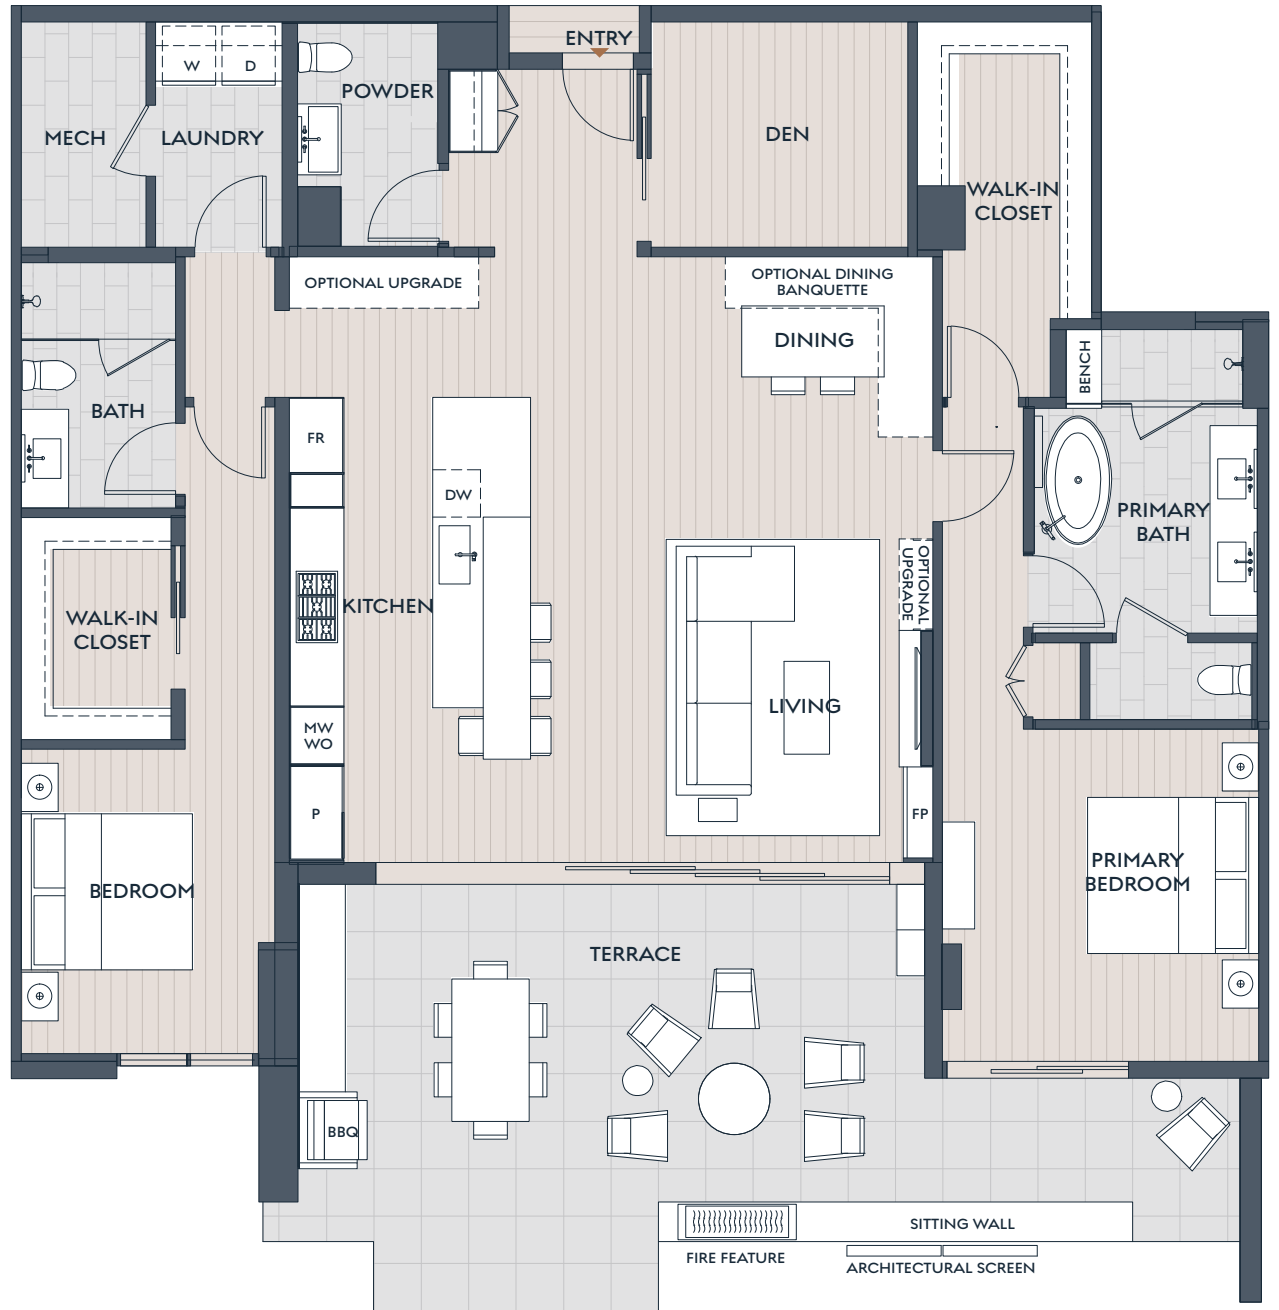 ENTRY
W
D
POWDER
MECH
LAUNDRY
DEN
WALK-IN
CLOSET
OPTIONAL UPGRADE
OPTIONAL DINING
BANQUETTE
DINING
BENCH
BATH
FR
DW
PRIMARY
BATH
OPTIONAL
UPGRADE
KITCHEN
WALK-IN
CLOSET
LIVING
MW
WO
P
FP
BEDROOM
PRIMARY
BEDROOM
TERRACE
BBQ
SITTING WALL
FIRE FEATURE
ARCHITECTURAL SCREEN